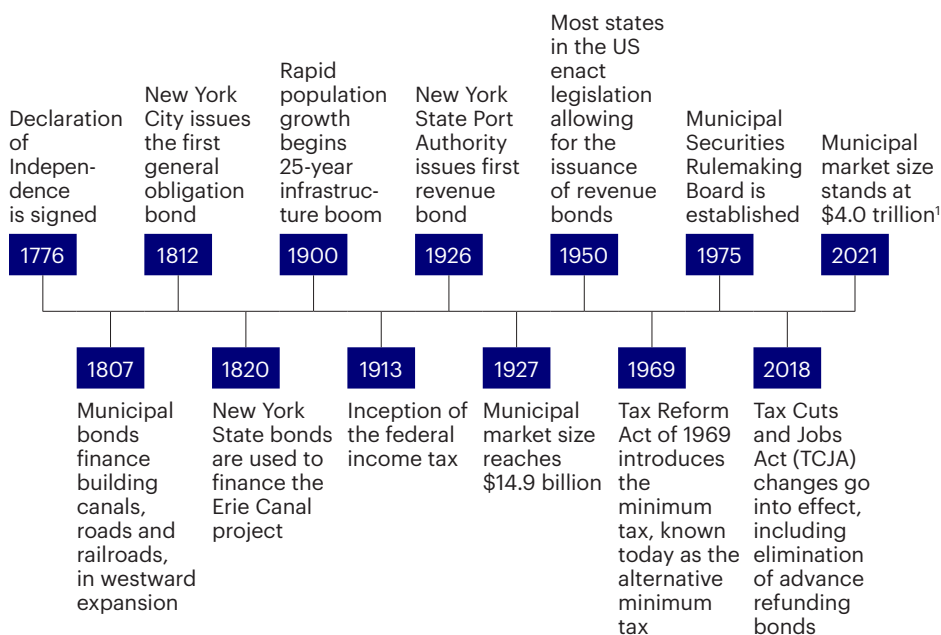 Declaration
of
Indepen-
dence
is signed
1776
Municipal
bonds
finance
building
canals,
roads and
railroads,
in westward
expansion
1807
New York
City issues
the first
general
obligation
bond
1812
New York
State bonds
are used to
finance the
Erie Canal
project
1820
Rapid
population
growth
begins
25-year
infrastruc-
ture boom
1900
Inception of
the federal
income tax
1913
New York
State Port
Authority
issues first
revenue
bond
1926
Municipal
market size
reaches
$14.9 billion
1927
Most states
in the US
enact
legislation
allowing
for the
issuance
of revenue
bonds
1950
Tax Reform
Act of 1969
introduces
the
minimum
tax, known
today as the
alternative
minimum
tax
1969
Municipal
Securities
Rulemaking
Board is
established
1975
Tax Cuts
and Jobs
Act (TCJA)
changes go
into effect,
including
elimination
of advance
refunding
bonds
2018
Municipal
market size
stands at
$4.0 trillion¹
2021